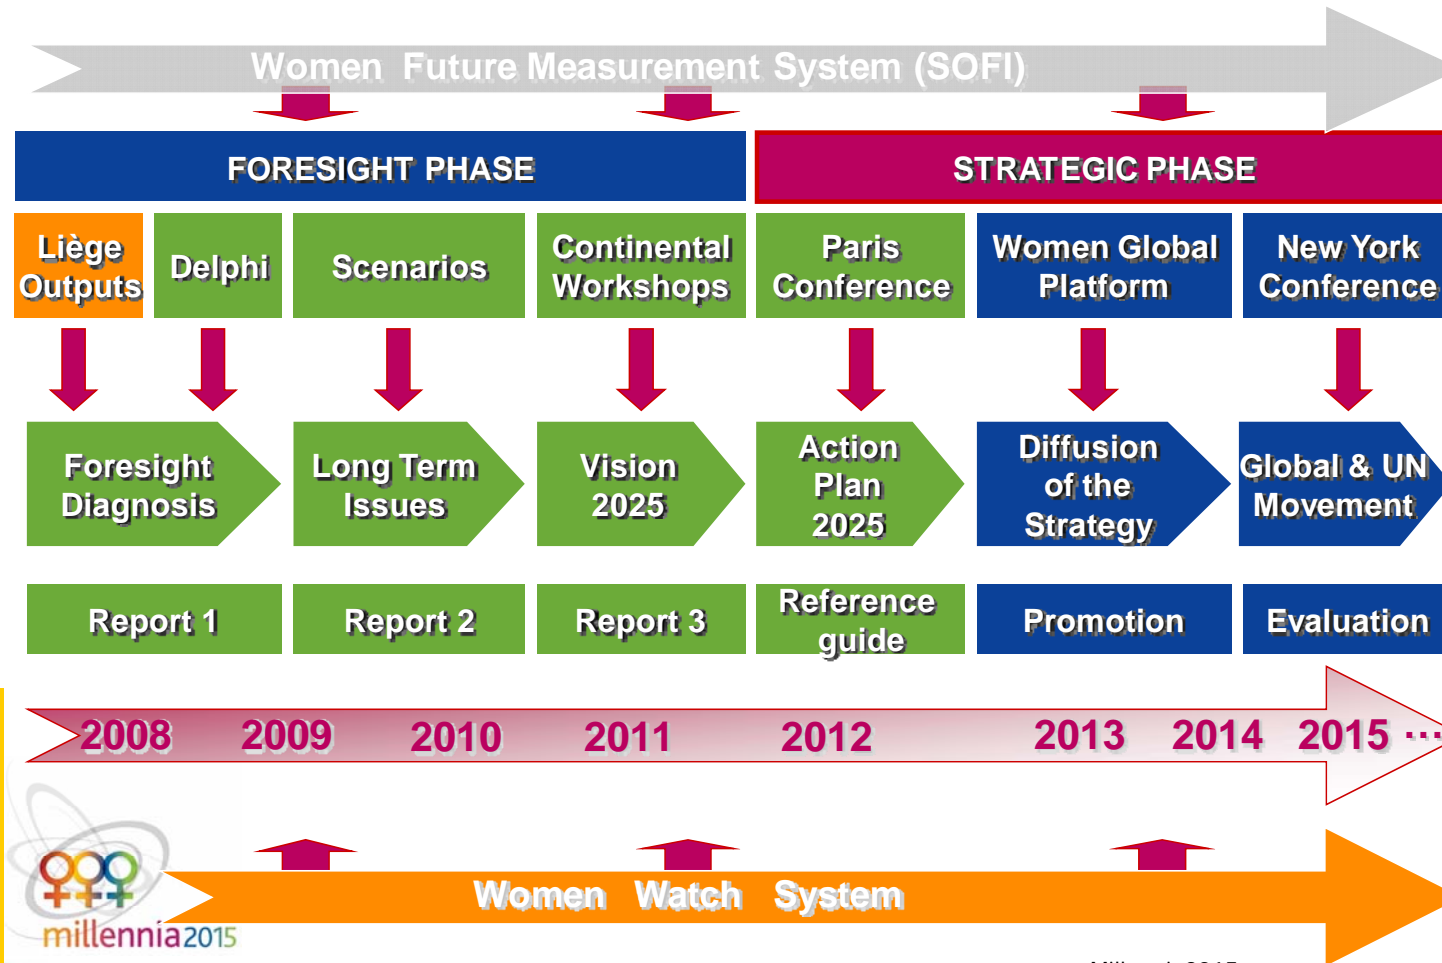 Women Future Measurement System (SOFI)
FORESIGHT PHASE
STRATEGIC PHASE
Liège
Outputs
Delphi
Scenarios
Continental
Workshops
Paris
Conference
Women Global
Platform
New York
Conference
Foresight
Diagnosis
Long Term
Issues
Vision
2025
Action
Plan
2025
Diffusion
of the
Strategy
Global & UN
Movement
Report 1
Report 2
Report 3
Reference
guide
Promotion
Evaluation
2008 2009 2010 2011 2012 2013 2014 2015 ...
Women Watch System
millennia2015